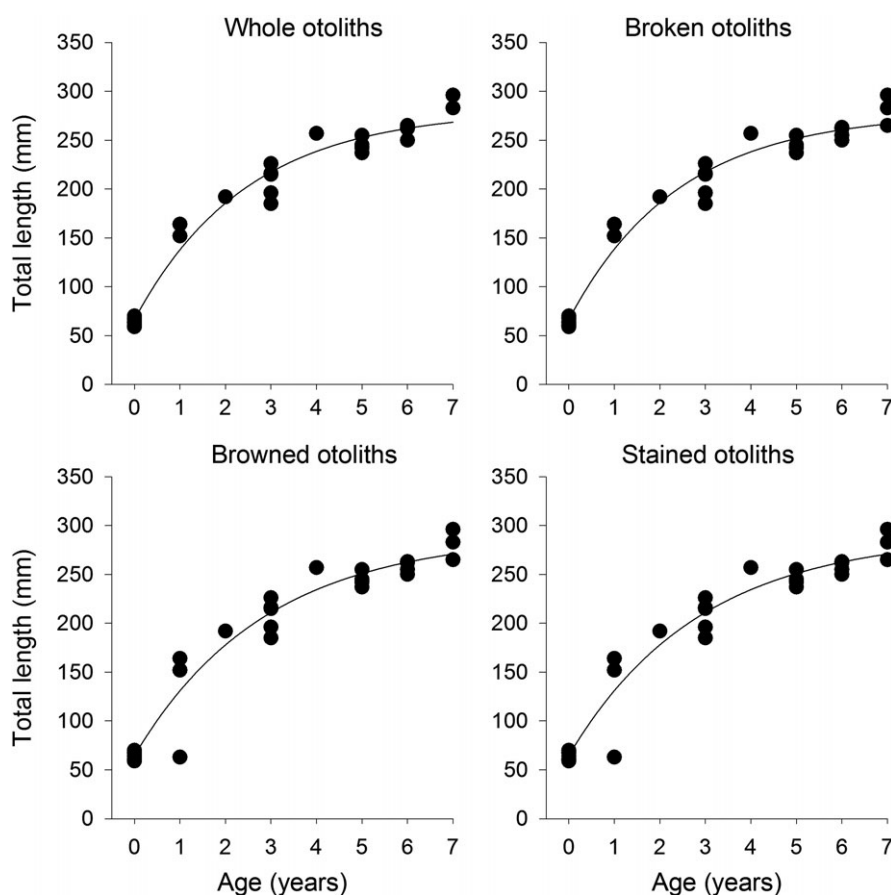 Whole otoliths
Broken otoliths
Total length (mm)
350
300
250
200
150
100
50
0
0 1 2 3 4 5 6 7
350
300
250
200
150
100
50
0
0 1 2 3 4 5 6 7
Browned otoliths
Stained otoliths
Total length (mm)
350
300
250
200
150
100
50
0
0 1 2 3 4 5 6 7
Age (years)
350
300
250
200
150
100
50
0
0 1 2 3 4 5 6 7
Age (years)